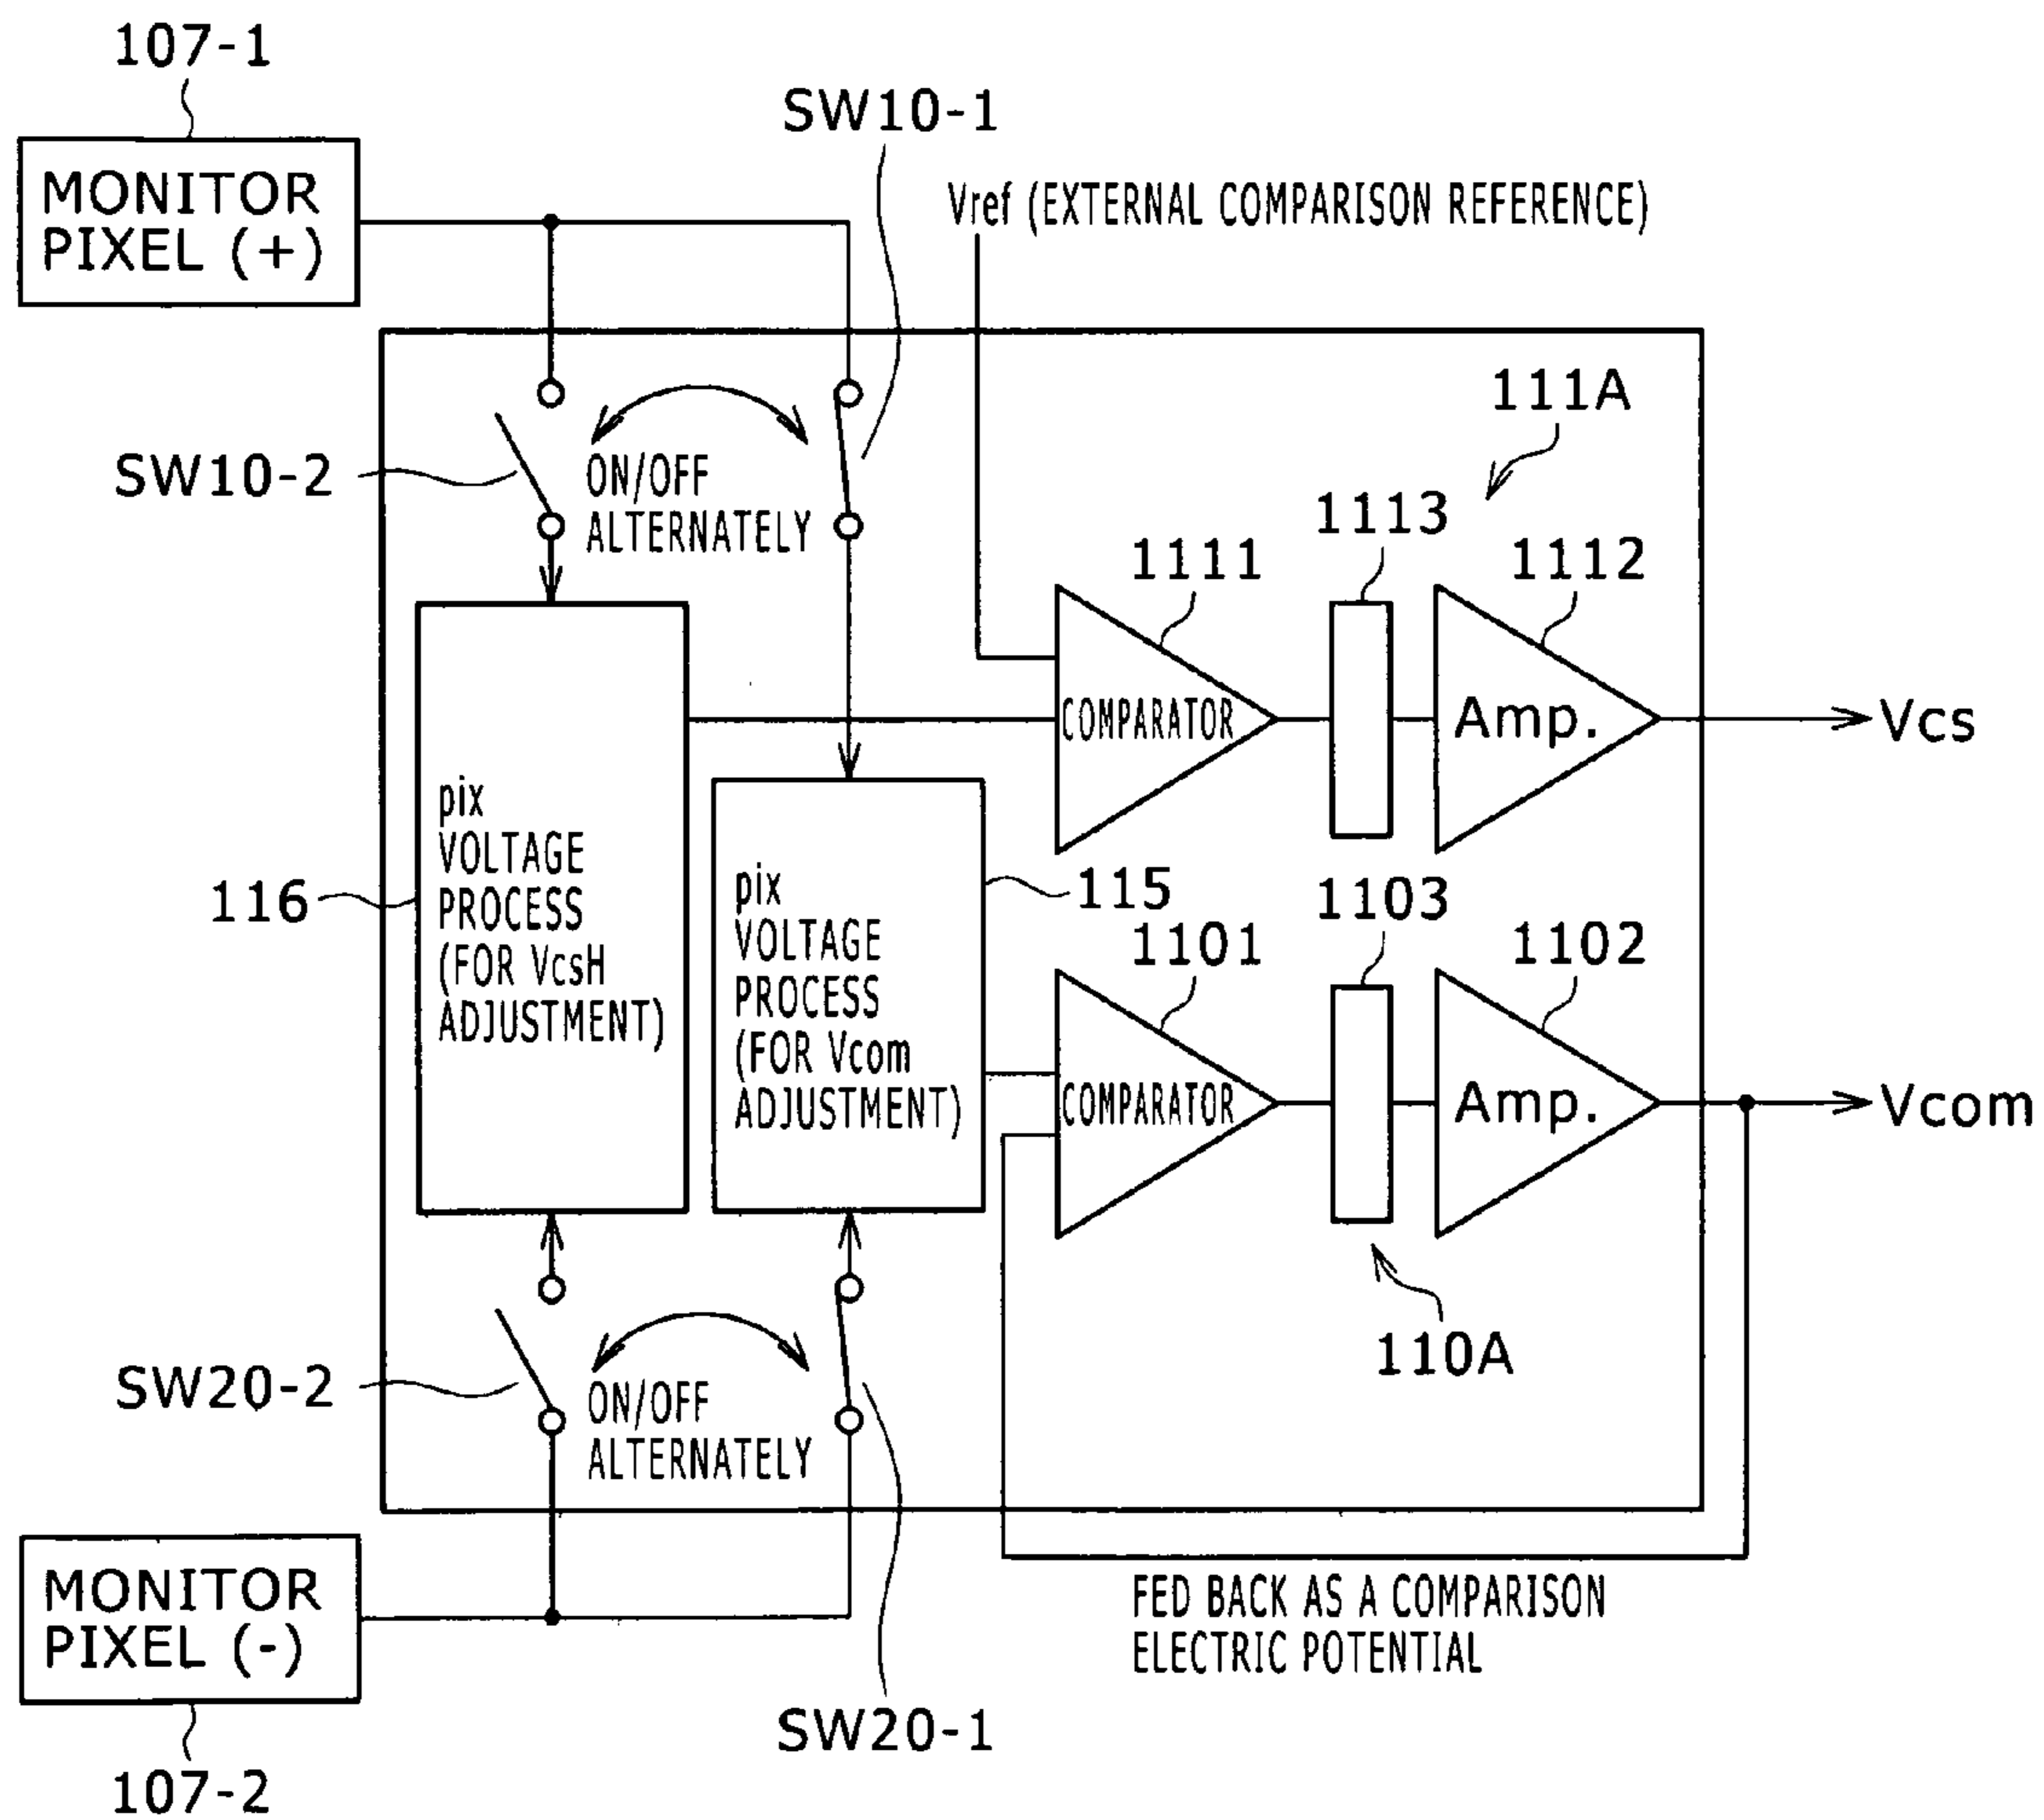 107-1
SW10-1
MONITOR
PIXEL (+)
Vref (EXTERNAL COMPARISON REFERENCE)
111A
SW10-2
ON/OFF
ALTERNATELY
1113
1111
1112
COMPARATOR
Amp.
Vcs
pix
VOLTAGE
PROCESS
(FOR VcsH
ADJUSTMENT)
116
pix
VOLTAGE
PROCESS
(FOR Vcom
ADJUSTMENT)
115
1103
1101
1102
COMPARATOR
Amp.
Vcom
110A
SW20-2
ON/OFF
ALTERNATELY
MONITOR
PIXEL (-)
FED BACK AS A COMPARISON
ELECTRIC POTENTIAL
SW20-1
107-2